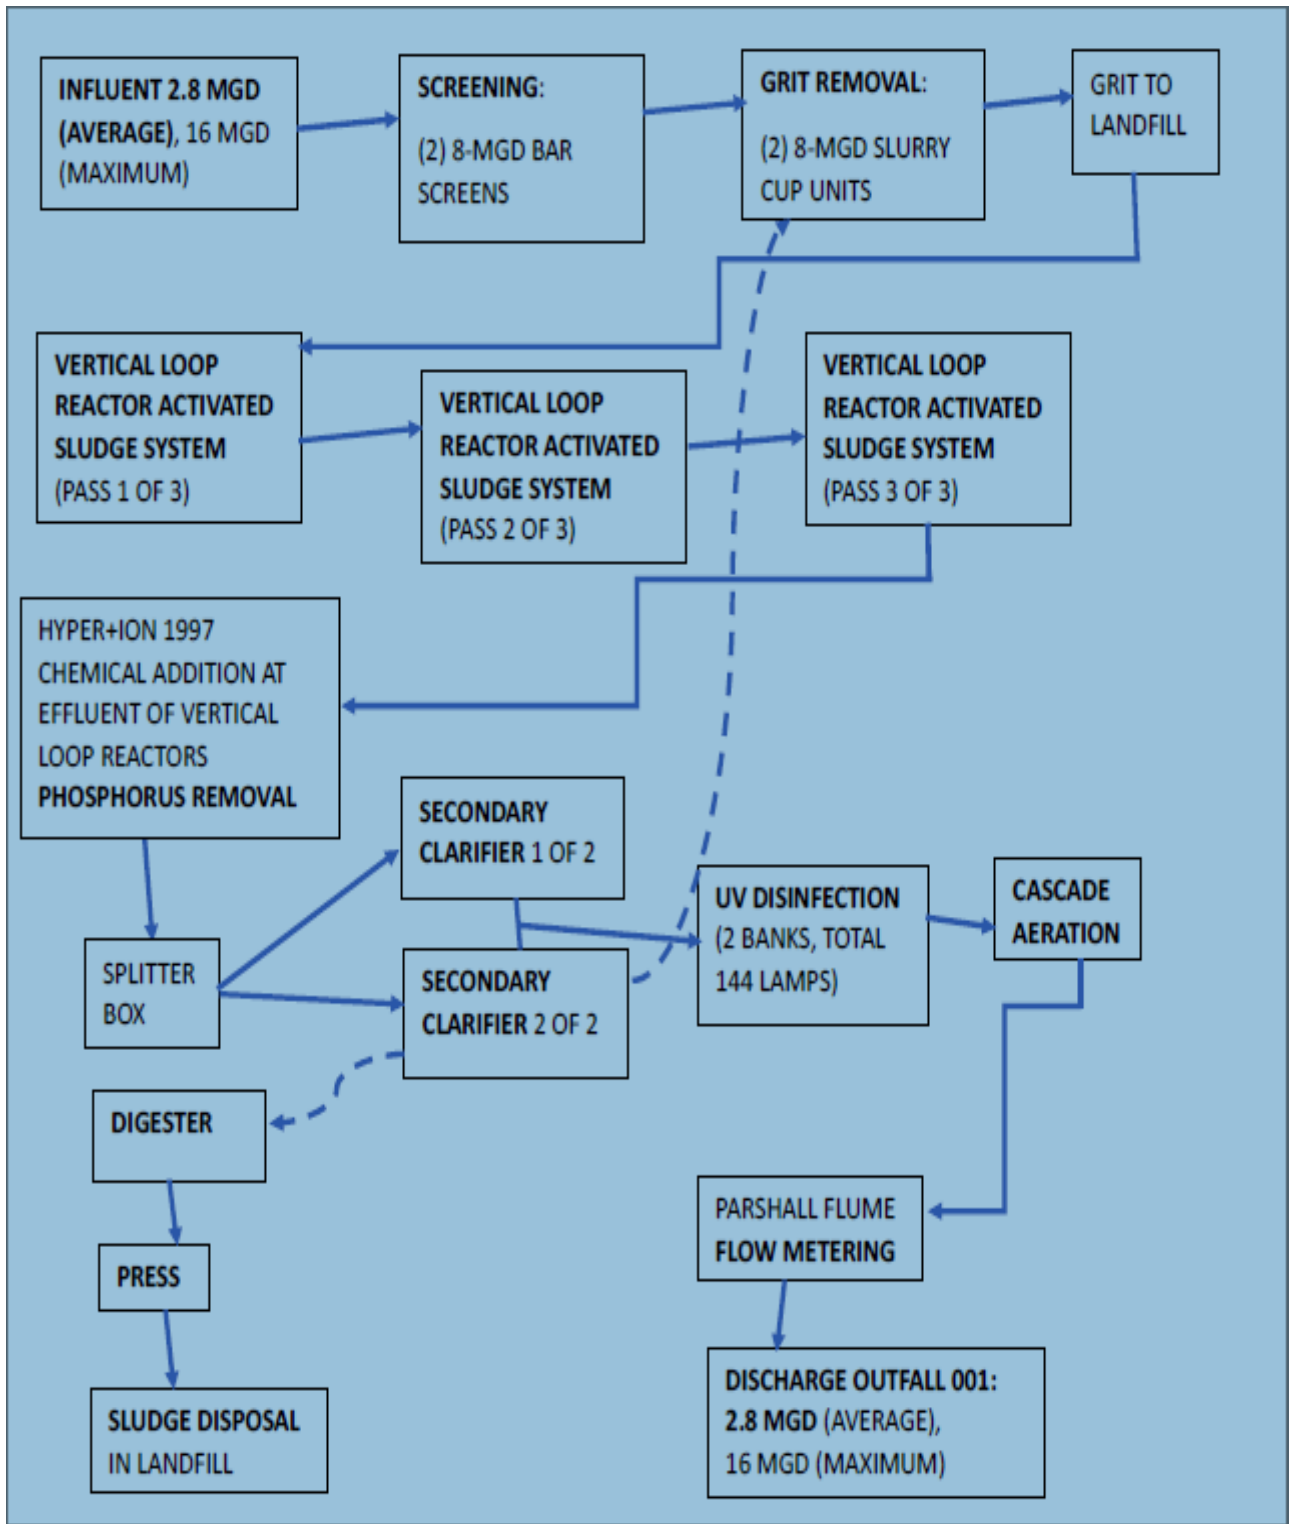 INFLUENT 2.8 MGD
(AVERAGE), 16 MGD
(MAXIMUM)
SCREENING:
(2) 8-MGD BAR
SCREENS
GRIT REMOVAL:
(2) 8-MGD SLURRY
CUP UNITS
GRIT TO
LANDFILL
VERTICAL LOOP
REACTOR ACTIVATED
SLUDGE SYSTEM
(PASS 1 OF 3)
VERTICAL LOOP
REACTOR ACTIVATED
SLUDGE SYSTEM
(PASS 2 OF 3)
VERTICAL LOOP
REACTOR ACTIVATED
SLUDGE SYSTEM
(PASS 3 OF 3)
HYPER+ION 1997
CHEMICAL ADDITION AT
EFFLUENT OF VERTICAL
LOOP REACTORS
PHOSPHORUS REMOVAL
SPLITTER
BOX
SECONDARY
CLARIFIER 1 OF 2
SECONDARY
CLARIFIER 2 OF 2
UV DISINFECTION
(2 BANKS, TOTAL
144 LAMPS)
CASCADE
AERATION
DIGESTER
PRESS
SLUDGE DISPOSAL
IN LANDFILL
PARSHALL FLUME
FLOW METERING
DISCHARGE OUTFALL 001:
2.8 MGD (AVERAGE),
16 MGD (MAXIMUM)